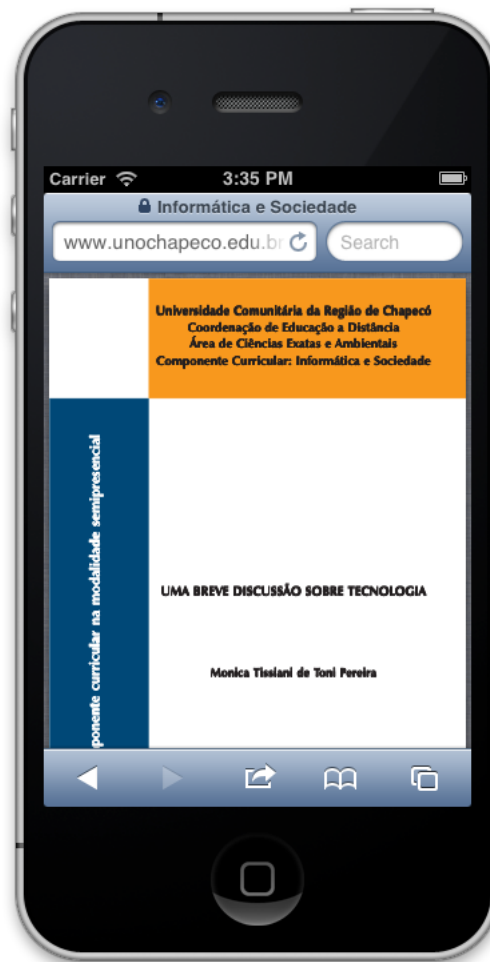 Carrier
3:35 PM
Informática e Sociedade
www.unochapeco.edu.br
Search
Universidade Comunitária da Região de Chapecó
Coordenação de Educação a Distância
Área de Ciências Exatas e Ambientais
Componente Curricular: Informática e Sociedade
ponente curricular na modalidade semipresencial
UMA BREVE DISCUSSÃO SOBRE TECNOLOGIA
Monica Tissiani de Toni Pereira